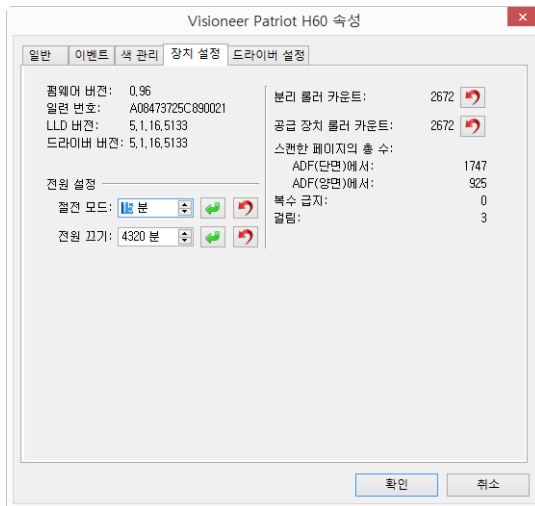 Visioneer Patriot H60 속성
일반 이벤트 색 관리 장치 설정 드라이버 설정
펌웨어 버전: 0.96
일련 번호: A08473725C890021
LLD 버전: 5.1.16.5133
드라이버 버전: 5.1.16.5133
전원 설정
절전 모드: 15 분
전원 끄기: 4320 분
분리 롤러 카운트: 2672
공급 장치 롤러 카운트: 2672
스캔한 페이지의 총 수:
ADF(단면)에서: 1747
ADF(양면)에서: 925
복수 급지: 0
걸림: 3
확인 취소